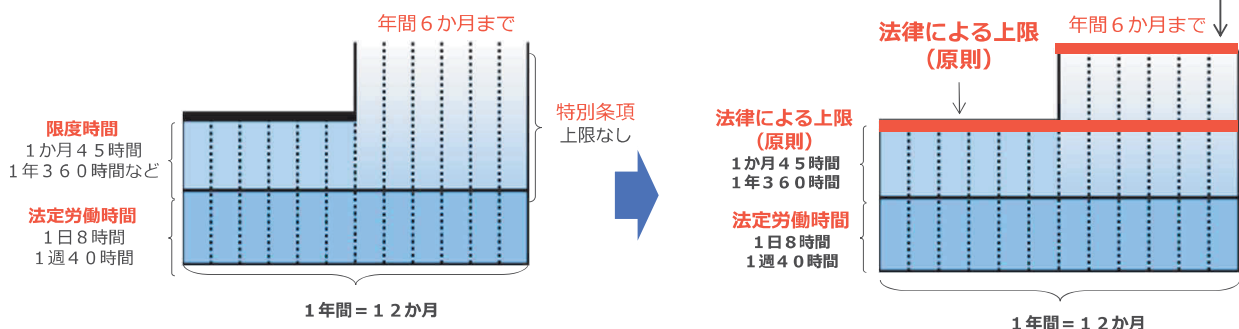 年間６か月まで
限度時間
１か月４５時間
１年３６０時間など
法定労働時間
１日８時間
１週４０時間
特別条項
上限なし
１年間＝１２か月
法律による上限
（原則）
年間６か月まで
法律による上限
（原則）
１か月４５時間
１年３６０時間
法定労働時間
１日８時間
１週４０時間
１年間＝１２か月